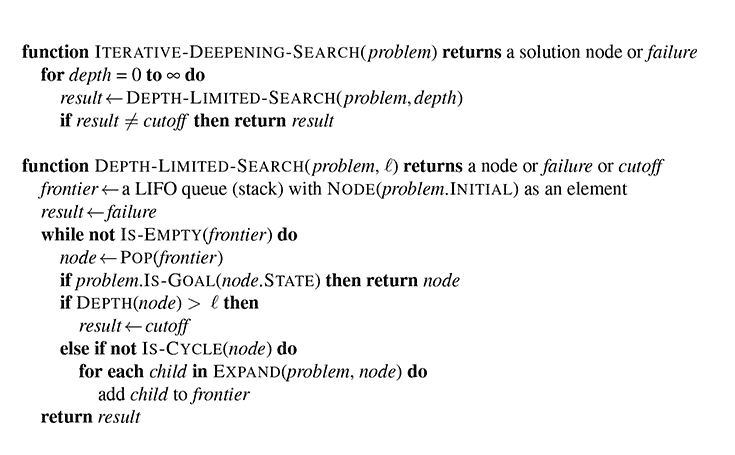 function ITERATIVE-DEEPENING-SEARCH(problem) returns a solution node or failure
for depth = 0 to ∞ do
result ← DEPTH-LIMITED-SEARCH(problem, depth)
if result ≠ cutoff then return result
function DEPTH-LIMITED-SEARCH(problem, ℓ) returns a node or failure or cutoff
frontier ← a LIFO queue (stack) with NODE(problem.INITIAL) as an element
result ← failure
while not IS-EMPTY(frontier) do
node ← POP(frontier)
if problem.IS-GOAL(node.STATE) then return node
if DEPTH(node) > ℓ then
result ← cutoff
else if not IS-CYCLE(node) do
for each child in EXPAND(problem, node) do
add child to frontier
return result